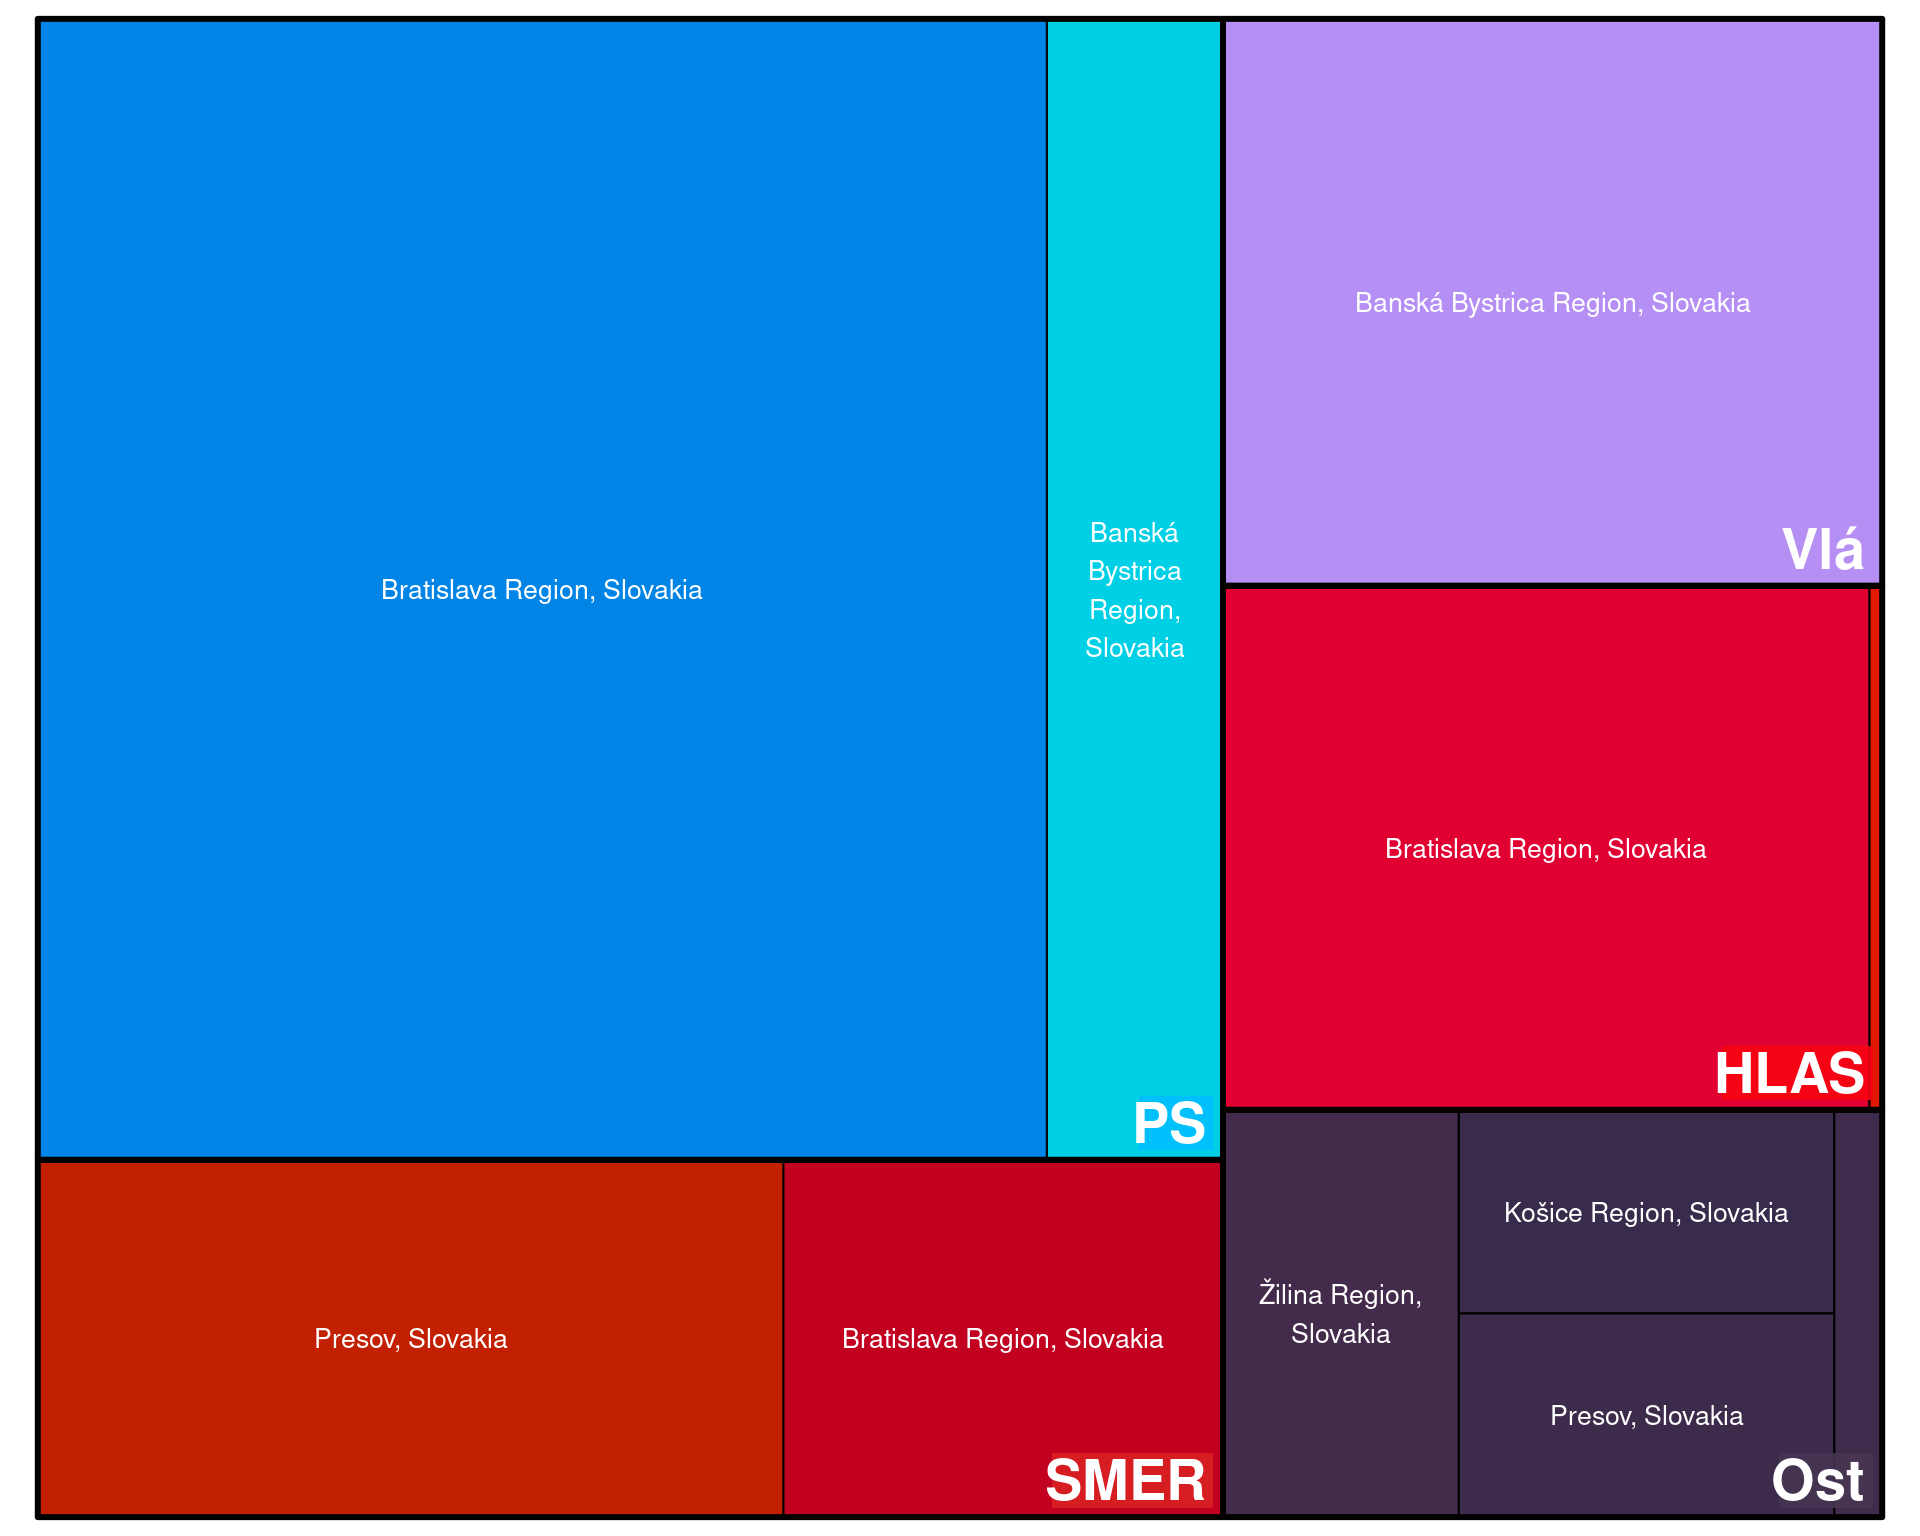 Bratislava Region, Slovakia
Banská
Bystrica
Region,
Slovakia
PS
Presov, Slovakia
Bratislava Region, Slovakia
SMER
Banská Bystrica Region, Slovakia
Vlá
Bratislava Region, Slovakia
HLAS
Žilina Region,
Slovakia
Košice Region, Slovakia
Presov, Slovakia
Ost